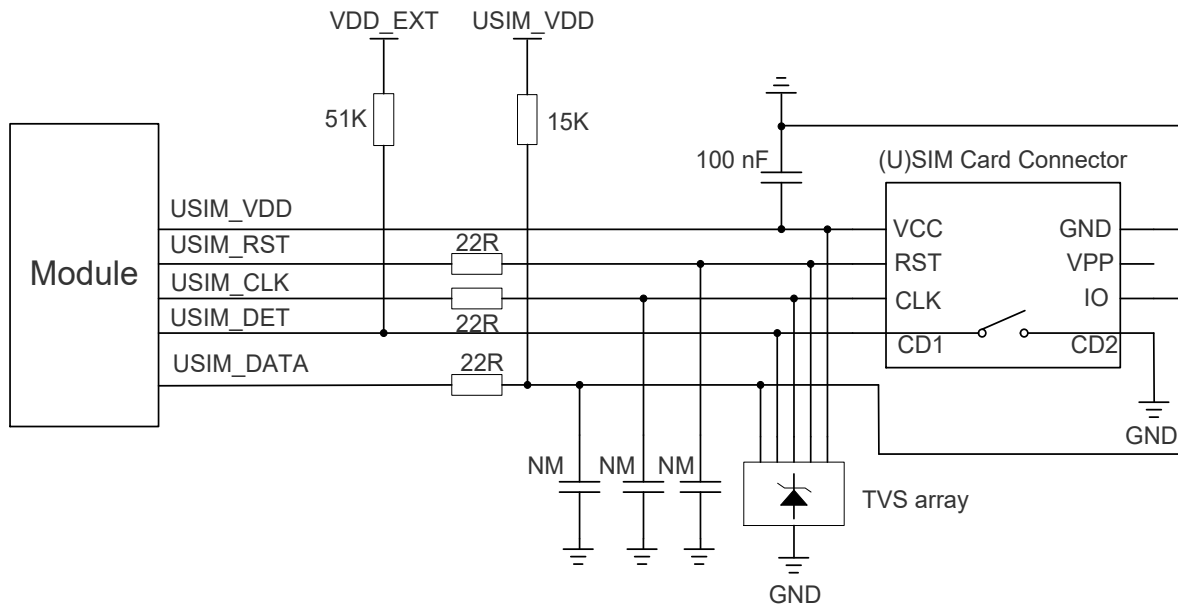 VDD_EXT USIM_VDD
51K 15K
100 nF (U)SIM Card Connector
USIM_VDD VCC GND
USIM_RST 22R RST VPP
Module
USIM_CLK CLK IO
USIM_DET 22R CD1 CD2
USIM_DATA 22R
GND
NM NM NM
TVS array
GND